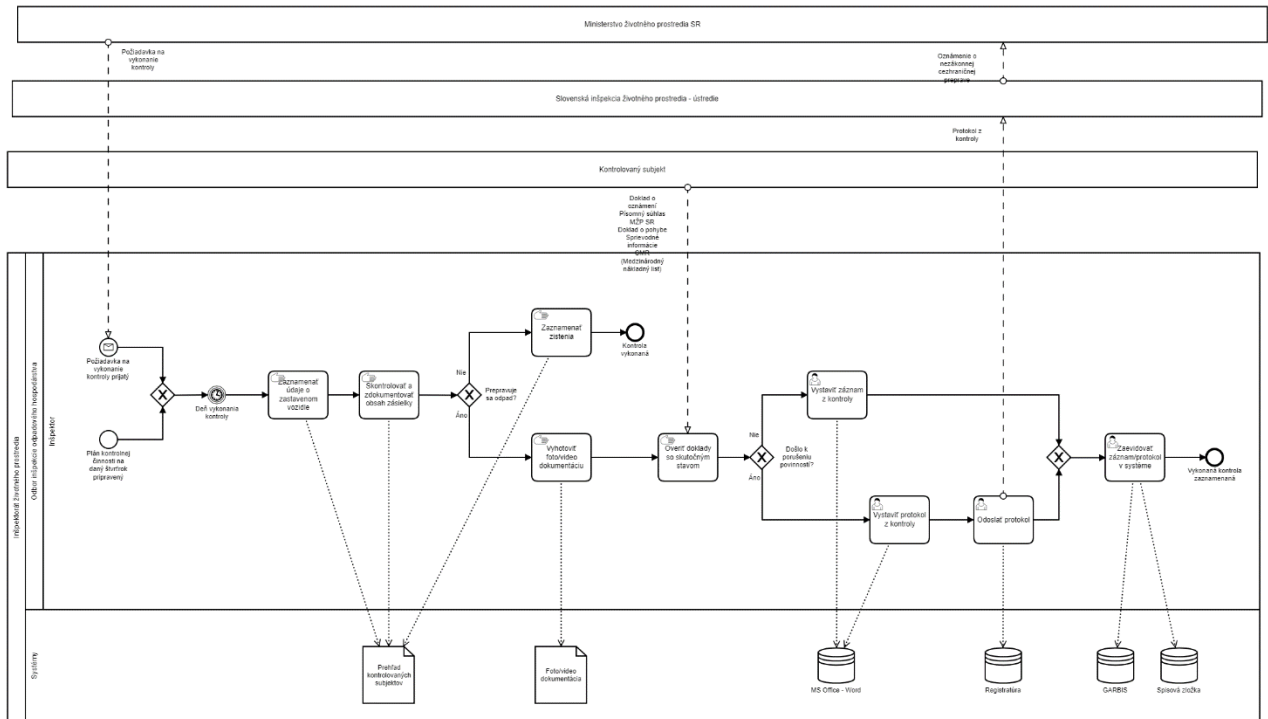 Ministerstvo životného prostredia SR
Požiadavka na
vykonanie
kontroly
Oznámenie o
nezákonnej
cezhraničnej
preprave
Slovenská inšpekcia životného prostredia - ústredie
Protokol z
kontroly
Kontrolovaný subjekt
Doklad o
oznámení
Písomný súhlas
MŽP SR
Doklad o pohybe
Sprievodné
informácie
CMR
(Medzinárodný
nákladný list)
Inšpektorát životného prostredia
Odbor inšpekcie odpadového hospodárstva
Inšpektor
Požiadavka na
vykonanie
kontroly prijatý
Plán kontrolnej
činnosti na
daný štvrťrok
pripravený
Deň vykonania
kontroly
Zaznamenať
údaje o
zastavenom
vozidle
Skontrolovať a
zdokumentovať
obsah zásielky
Nie
Prepravuje
sa odpad?
Áno
Zaznamenať
zistenia
Kontrola
vykonaná
Vyhotoviť
foto/video
dokumentáciu
Overiť doklady
so skutočným
stavom
Nie
Došlo k
porušeniu
povinností?
Áno
Vystaviť záznam
z kontroly
Vystaviť protokol
z kontroly
Odoslať protokol
Zaevidovať
záznam/protokol
v systéme
Vykonaná kontrola
zaznamenaná
Systémy
Prehľad
kontrolovaných
subjektov
Foto/video
dokumentácia
MS Office - Word
Registratúra
GARBIS
Spisová zložka